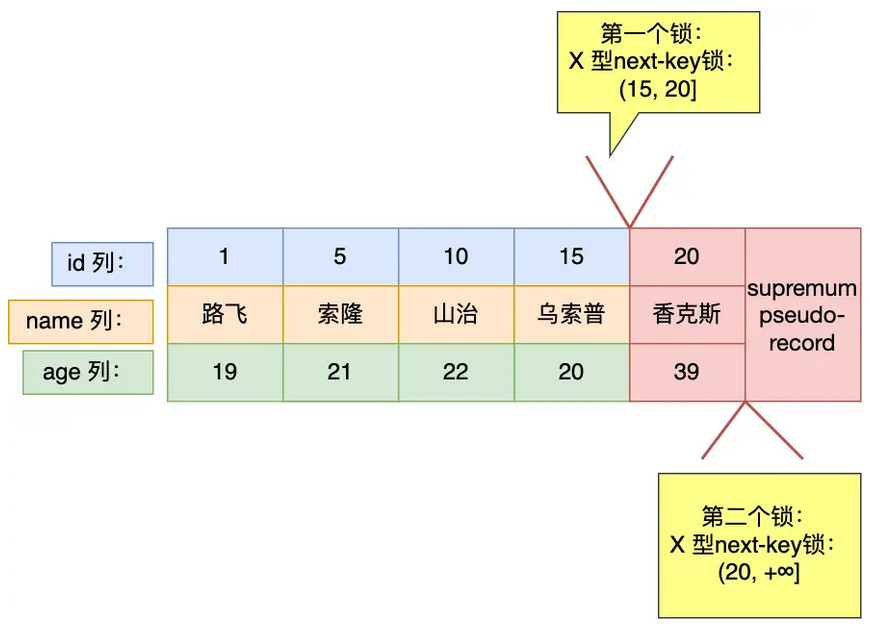 第一个锁：
X 型next-key锁：
(15, 20]
id 列： 1 5 10 15 20
name 列： 路飞 索隆 山治 乌索普 香克斯
age 列： 19 21 22 20 39
supremum
pseudo-
record
第二个锁：
X 型next-key锁：
(20, +∞]